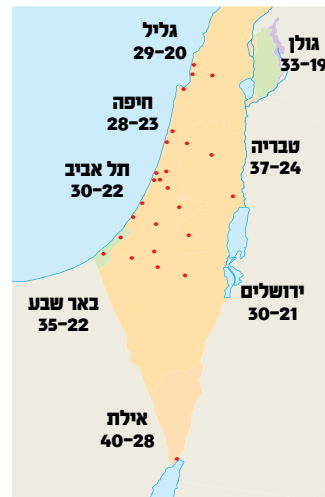 גליל
29–20
גולן
33–19
חיפה
28–23
טבריה
37–24
תל אביב
30–22
ירושלים
30–21
באר שבע
35–22
אילת
40–28